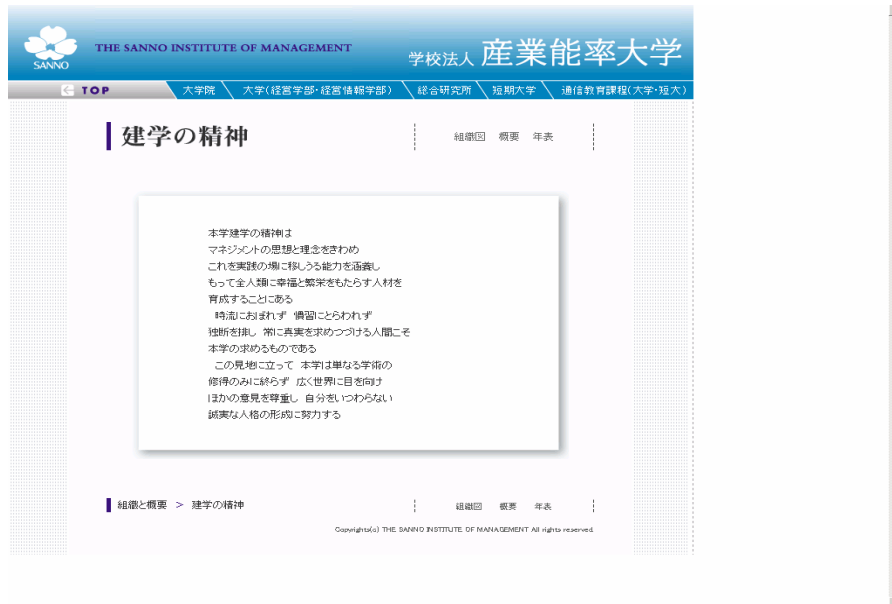 SANNO
THE SANNO INSTITUTE OF MANAGEMENT
学校法人 産業能率大学
TOP
大学院 大学(経営学部・経営情報学部) 総合研究所 短期大学 通信教育課程(大学・短大)
建学の精神
組織図 概要 年表
本学建学の精神は
マネジメントの思想と理念をきわめ
これを実践の場に移しうる能力を涵養し
もって全人類に幸福と繁栄をもたらす人材を
育成することにある
時流におぼれず 慣習にとらわれず
独断を排し 常に真実を求めつづける人間こそ
本学の求めるものである
この見地に立って 本学は単なる学術の
修得のみに終らず 広く世界に目を向け
ほかの意見を尊重し 自分をいつわらない
誠実な人格の形成に努力する
組織と概要 > 建学の精神
組織図 概要 年表
Copyrights(c) THE SANNO INSTITUTE OF MANAGEMENT All rights reserved.